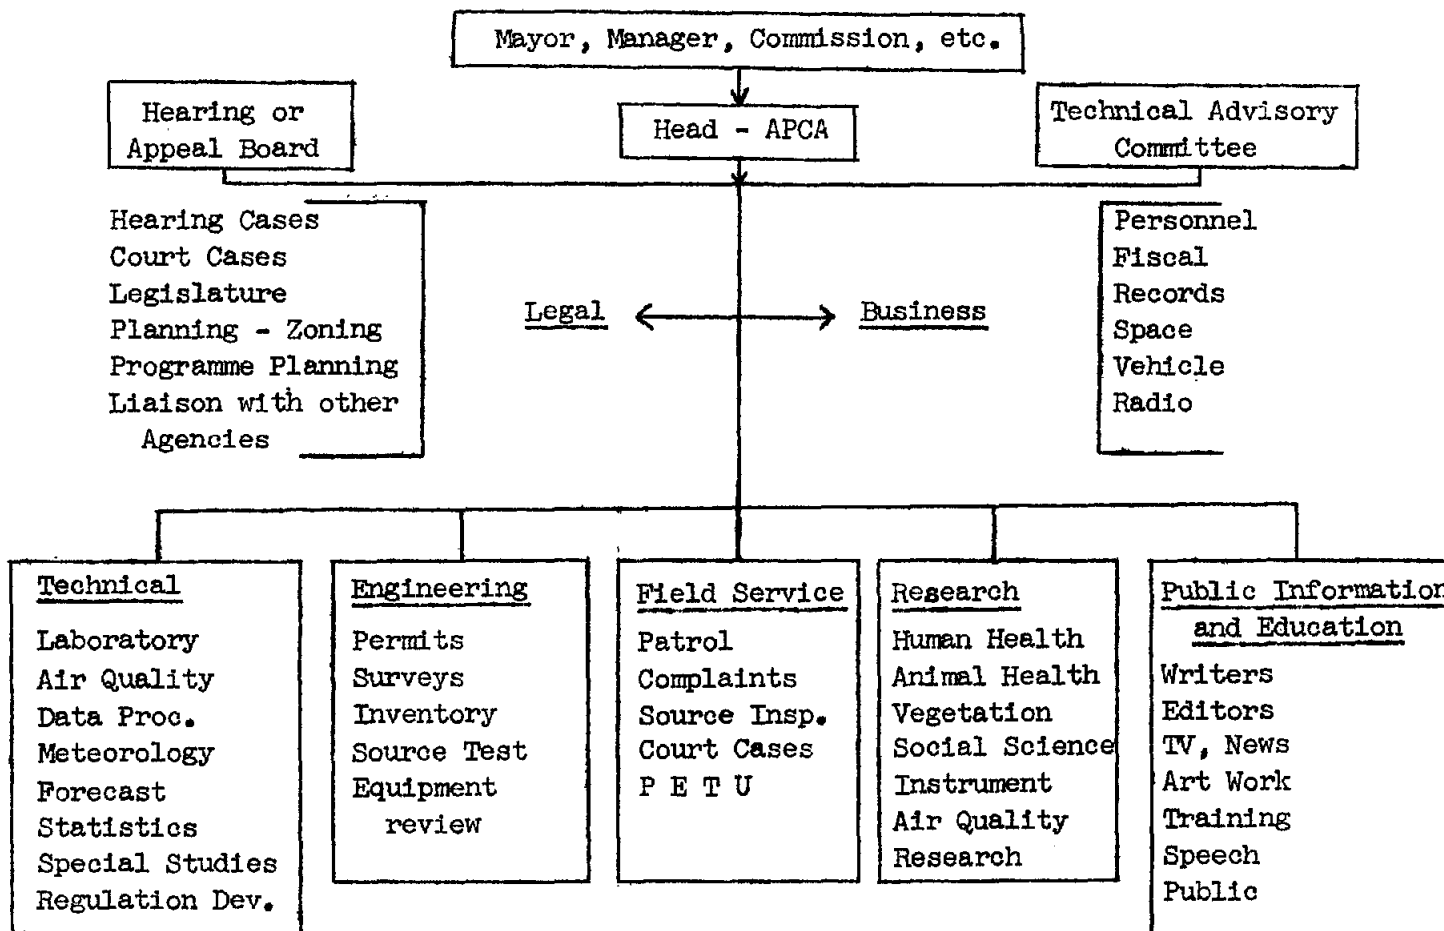 Mayor, Manager, Commission, etc.
Hearing or
Appeal Board
Head - APCA
Technical Advisory
Committee
Hearing Cases
Court Cases
Legislature
Planning - Zoning
Programme Planning
Liaison with other
Agencies
Legal
Business
Personnel
Fiscal
Records
Space
Vehicle
Radio
Technical
Laboratory
Air Quality
Data Proc.
Meteorology
Forecast
Statistics
Special Studies
Regulation Dev.
Engineering
Permits
Surveys
Inventory
Source Test
Equipment
review
Field Service
Patrol
Complaints
Source Insp.
Court Cases
P E T U
Research
Human Health
Animal Health
Vegetation
Social Science
Instrument
Air Quality
Research
Public Information
and Education
Writers
Editors
TV, News
Art Work
Training
Speech
Public